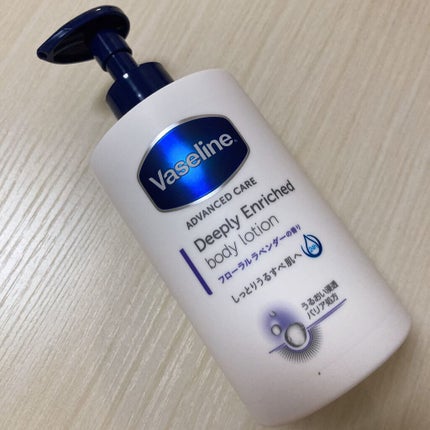 Vaseline
ADVANCED CARE
Deeply Enriched
body lotion
フローラルラベンダーの香り
しっとりうるすべ肌へ
うるおい浸透
バリア処方